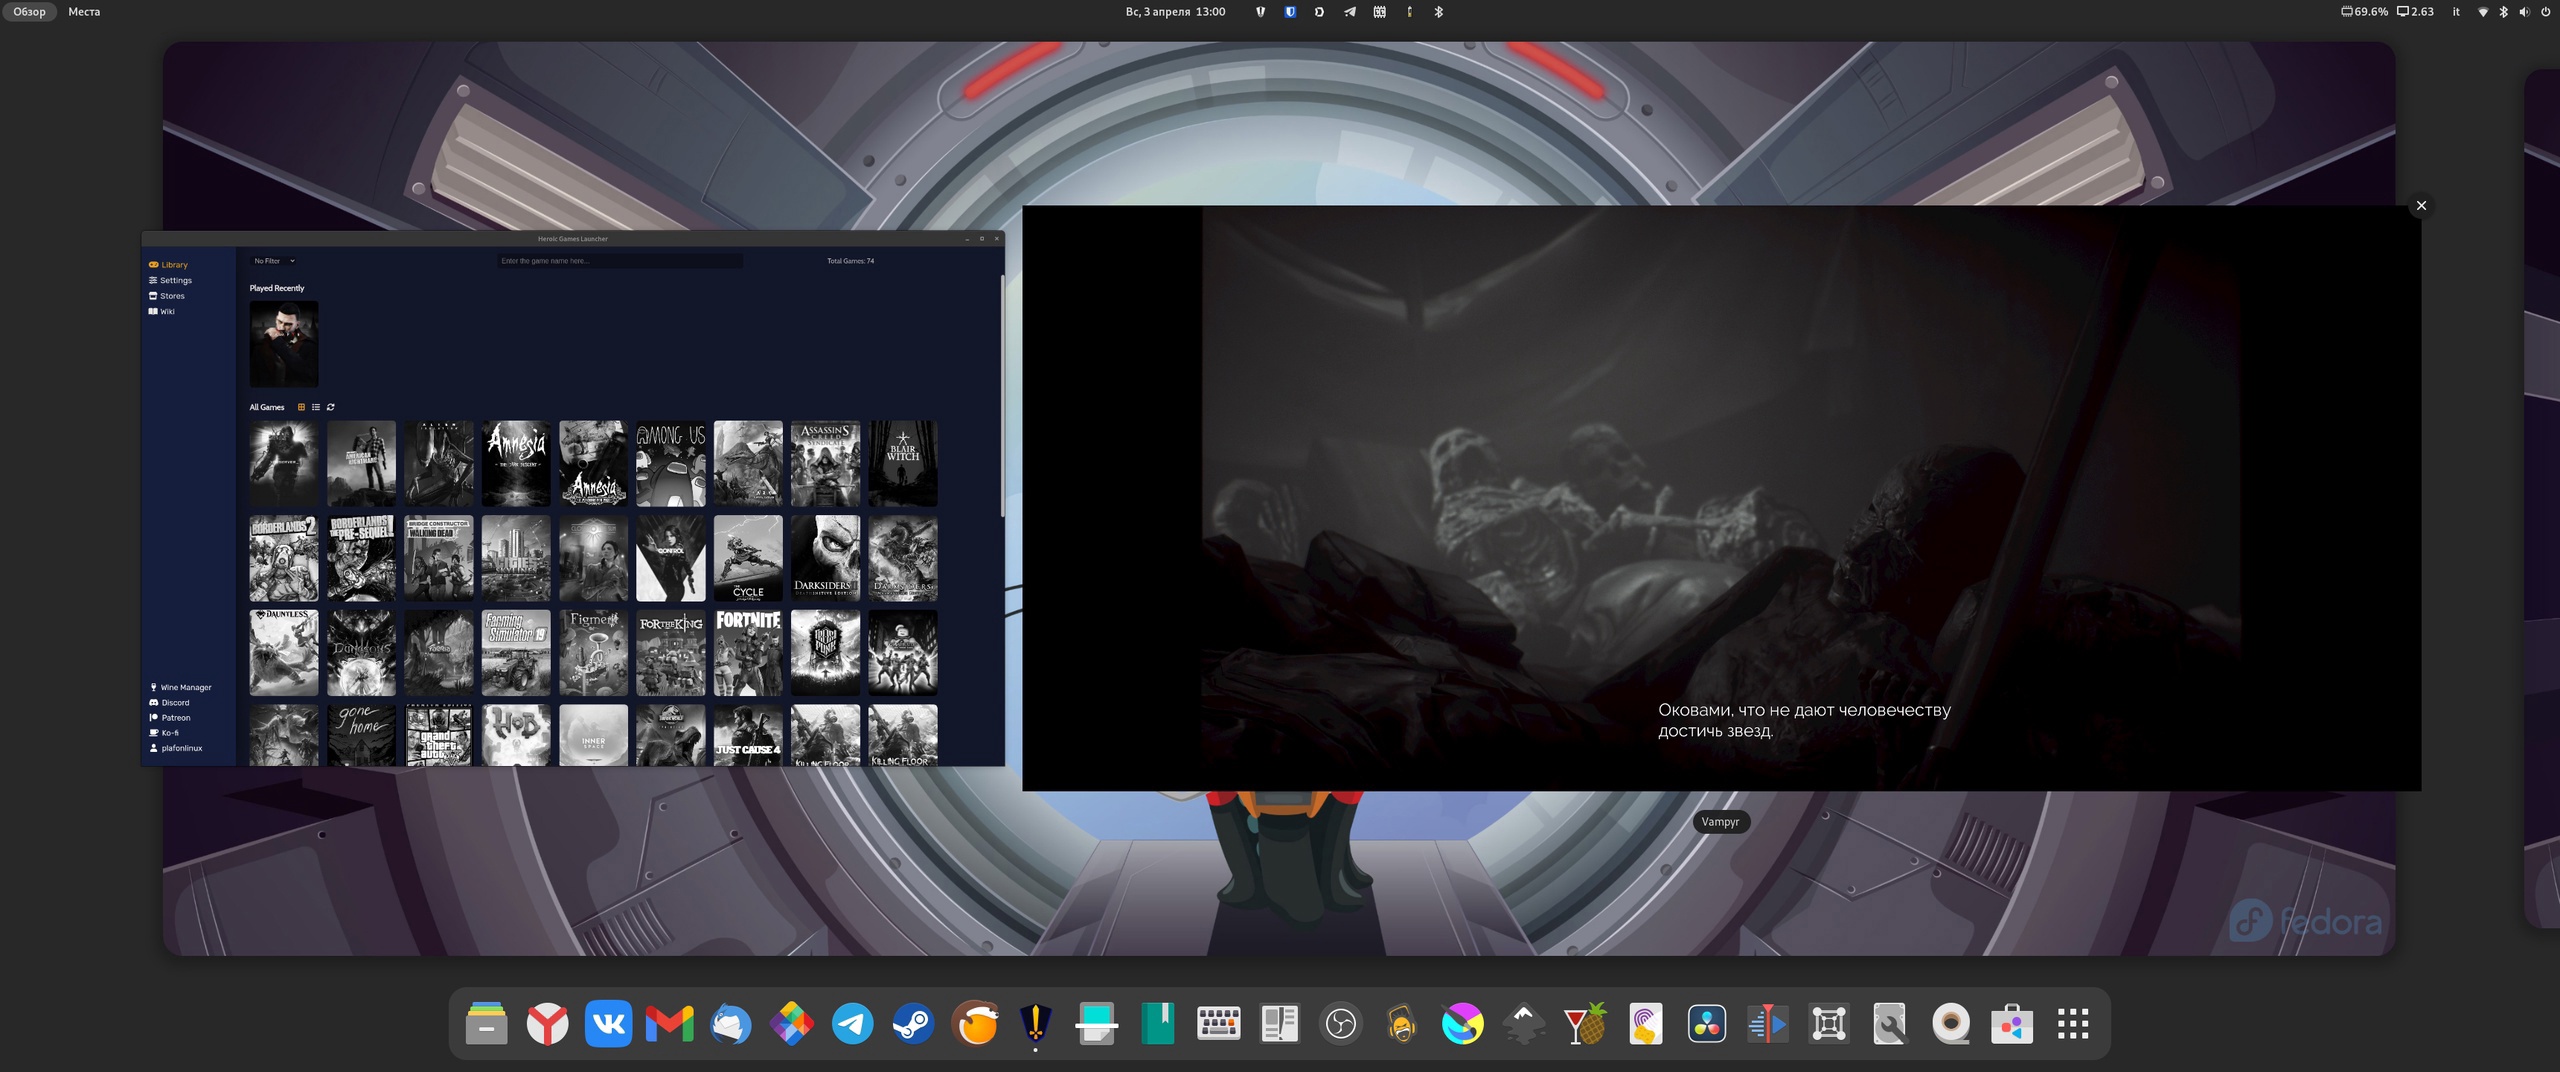 Обзор
Места
Вс, 3 апреля 13:00
69.6%
2.63
it
Heroic Games Launcher
Library
Settings
Stores
Wiki
No Filter
Enter the game name here...
Total Games: 74
Played Recently
All Games
AMERICAN NIGHTMARE
Amnesia
THE DARK DESCENT
Amnesia
AMONG US
ASSASSIN'S CREED
SYNDICATE
BLAIR WITCH
BORDERLANDS 2
BORDERLANDS
THE PRE-SEQUEL!
BRIDGE CONSTRUCTOR
WALKING DEAD
CONTROL
THE CYCLE
DARKSIDERS II
DEATHINITIVE EDITION
DAUNTLESS
DUNGEONS
Farming Simulator 19
Figment
FOR THE KING
FORTNITE
FROST PUNK
gone home
grand theft auto
HOB
INNER SPACE
JUST CAUSE 4
KILLING FLOOR
KILLING FLOOR
Wine Manager
Discord
Patreon
Ko-fi
plafonlinux
Оковами, что не дают человечеству
достичь звезд.
Vampyr
fedora